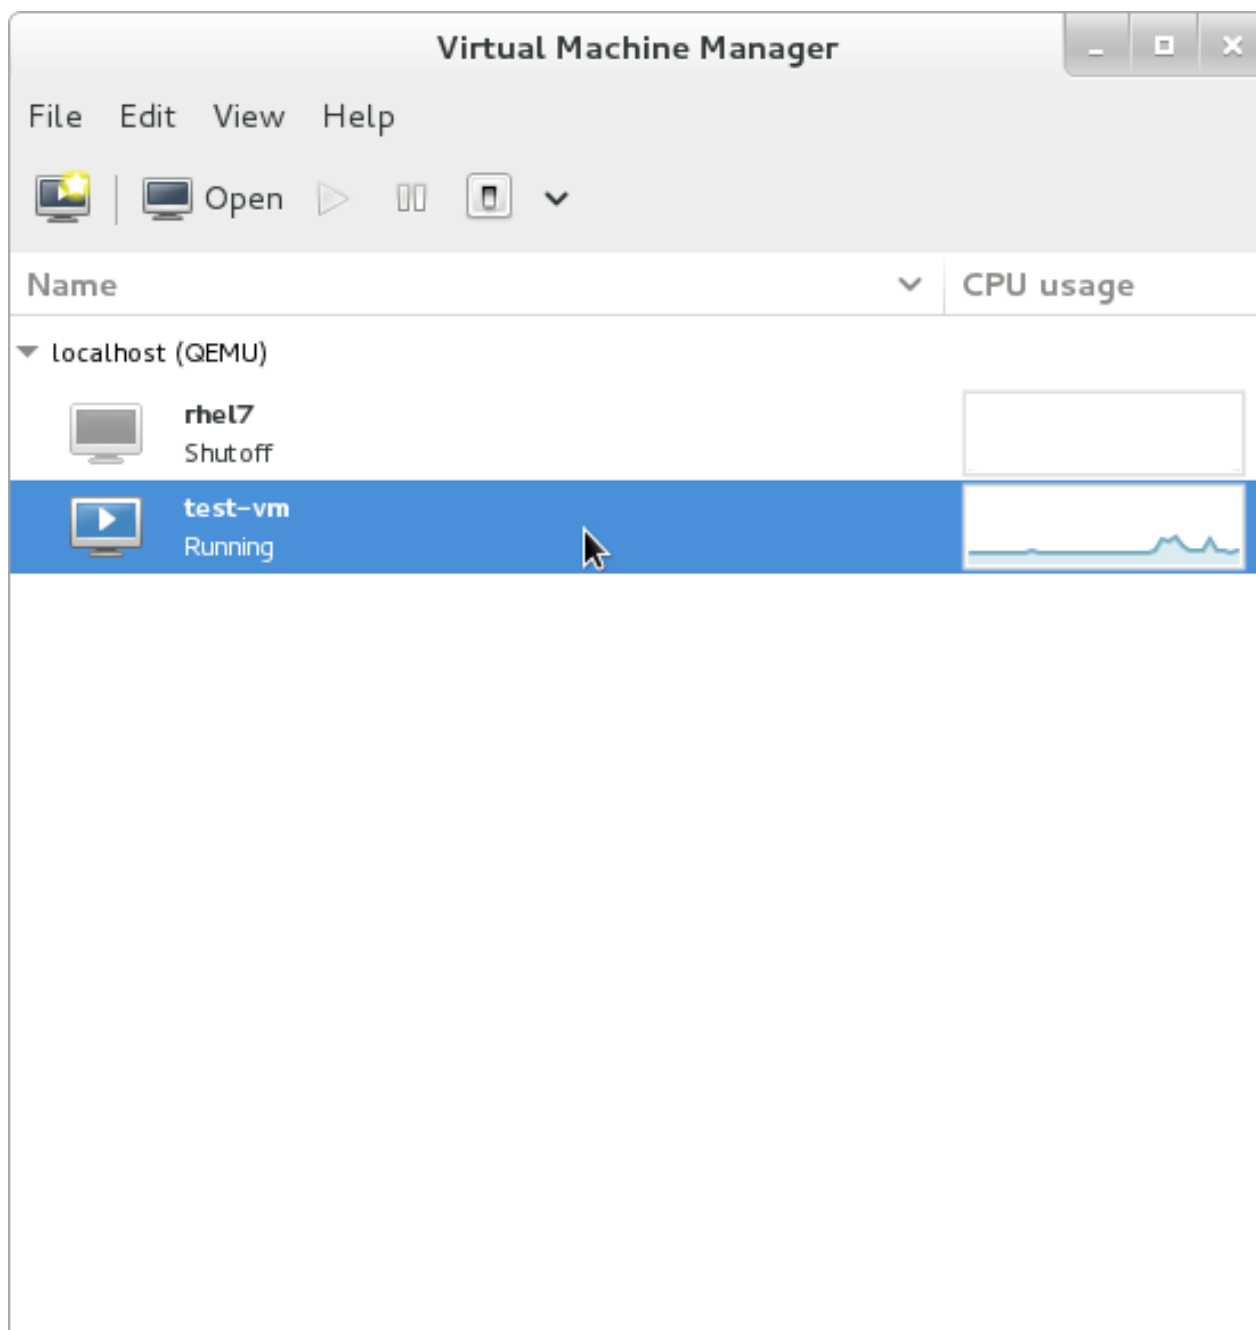 Virtual Machine Manager
File Edit View Help
Open
Name CPU usage
localhost (QEMU)
rhel7
Shutoff
test-vm
Running